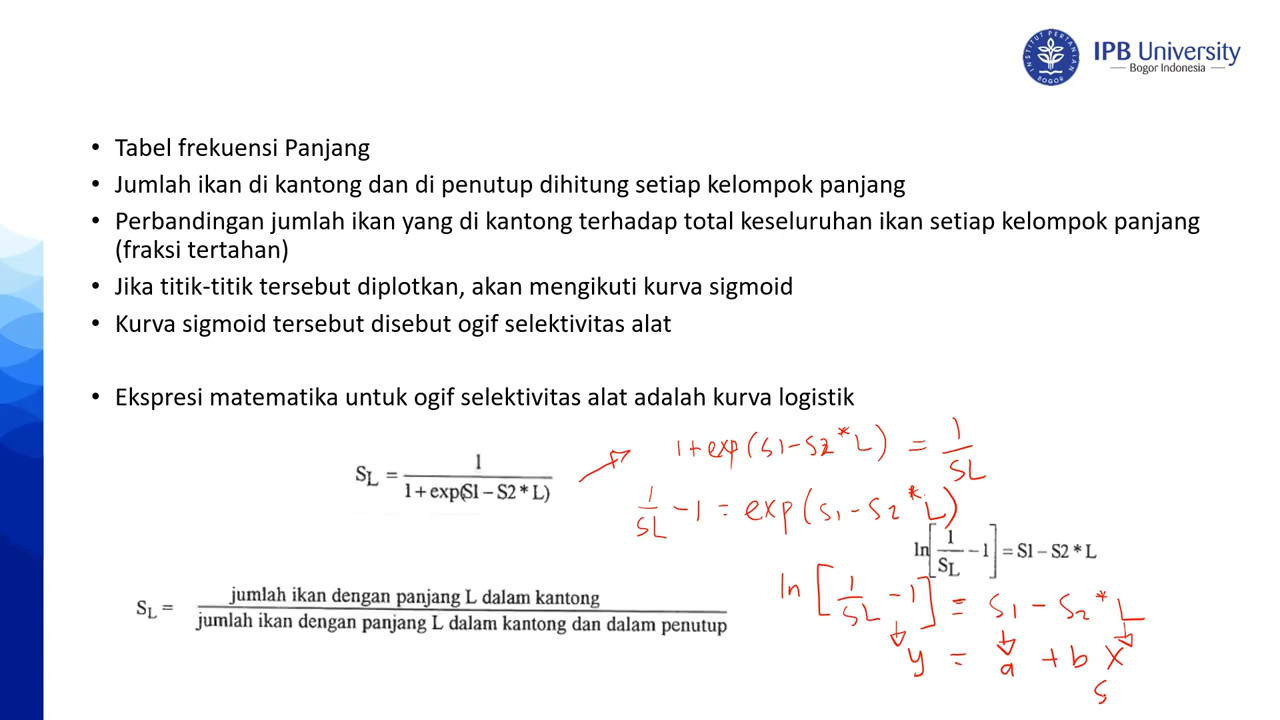 INSTITUT PERTANIAN BOGOR
IPB University
Bogor Indonesia
• Tabel frekuensi Panjang
• Jumlah ikan di kantong dan di penutup dihitung setiap kelompok panjang
• Perbandingan jumlah ikan yang di kantong terhadap total keseluruhan ikan setiap kelompok panjang
(fraksi tertahan)
• Jika titik-titik tersebut diplotkan, akan mengikuti kurva sigmoid
• Kurva sigmoid tersebut disebut ogif selektivitas alat
• Ekspresi matematika untuk ogif selektivitas alat adalah kurva logistik
S_L = 1 / (1 + exp(S1 – S2 * L))
1 + exp (S1 – S2 * L) = 1/SL
1/SL – 1 = exp (S1 – S2 * L)
ln[1/S_L – 1] = S1 – S2 * L
S_L =
jumlah ikan dengan panjang L dalam kantong
jumlah ikan dengan panjang L dalam kantong dan dalam penutup
ln [1/SL – 1] = S1 – S2 * L
y = a + b x
S